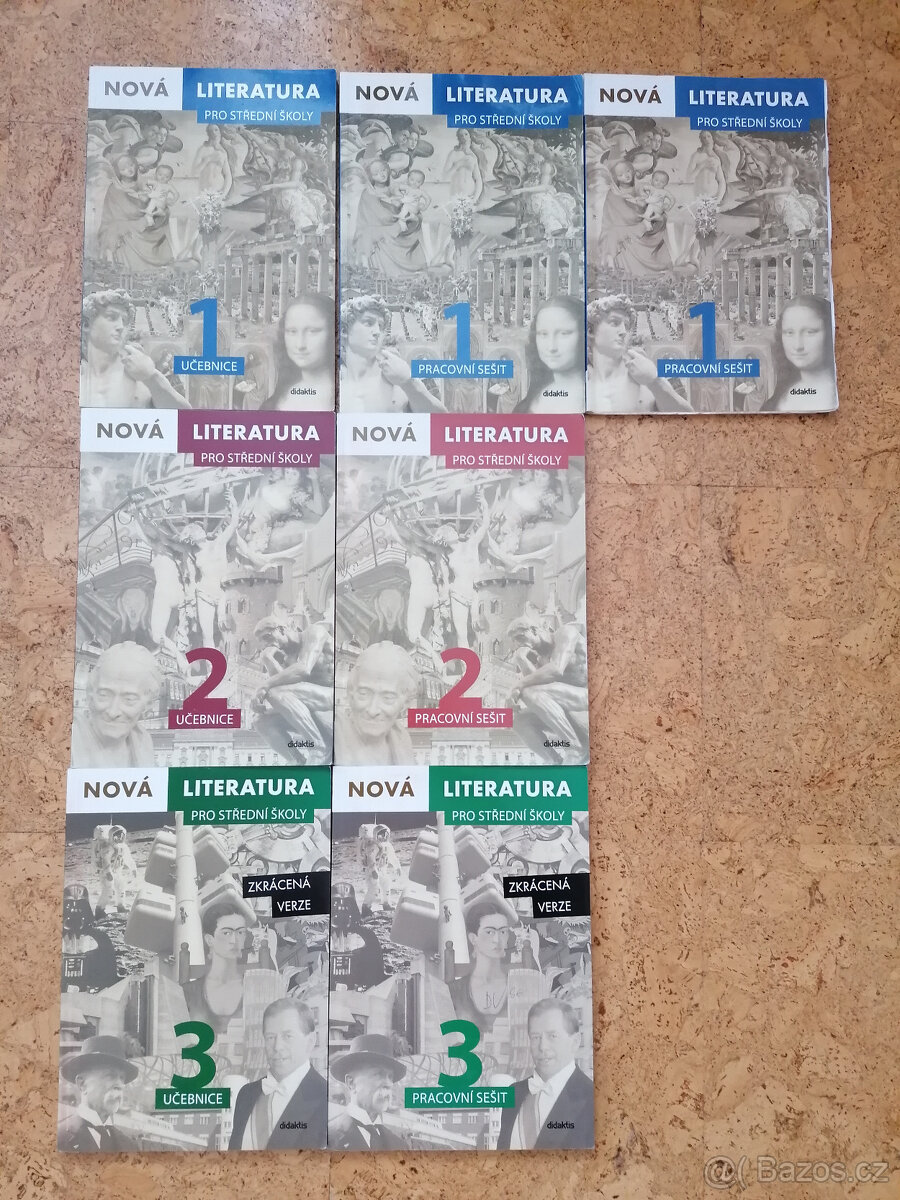 NOVÁ LITERATURA
PRO STŘEDNÍ ŠKOLY
1
UČEBNICE
didaktis
NOVÁ LITERATURA
PRO STŘEDNÍ ŠKOLY
1
PRACOVNÍ SEŠIT
didaktis
NOVÁ LITERATURA
PRO STŘEDNÍ ŠKOLY
1
PRACOVNÍ SEŠIT
didaktis
NOVÁ LITERATURA
PRO STŘEDNÍ ŠKOLY
2
UČEBNICE
didaktis
NOVÁ LITERATURA
PRO STŘEDNÍ ŠKOLY
2
PRACOVNÍ SEŠIT
didaktis
NOVÁ LITERATURA
PRO STŘEDNÍ ŠKOLY
ZKRÁCENÁ
VERZE
3
UČEBNICE
didaktis
NOVÁ LITERATURA
PRO STŘEDNÍ ŠKOLY
ZKRÁCENÁ
VERZE
3
PRACOVNÍ SEŠIT
didaktis
Bazos.cz